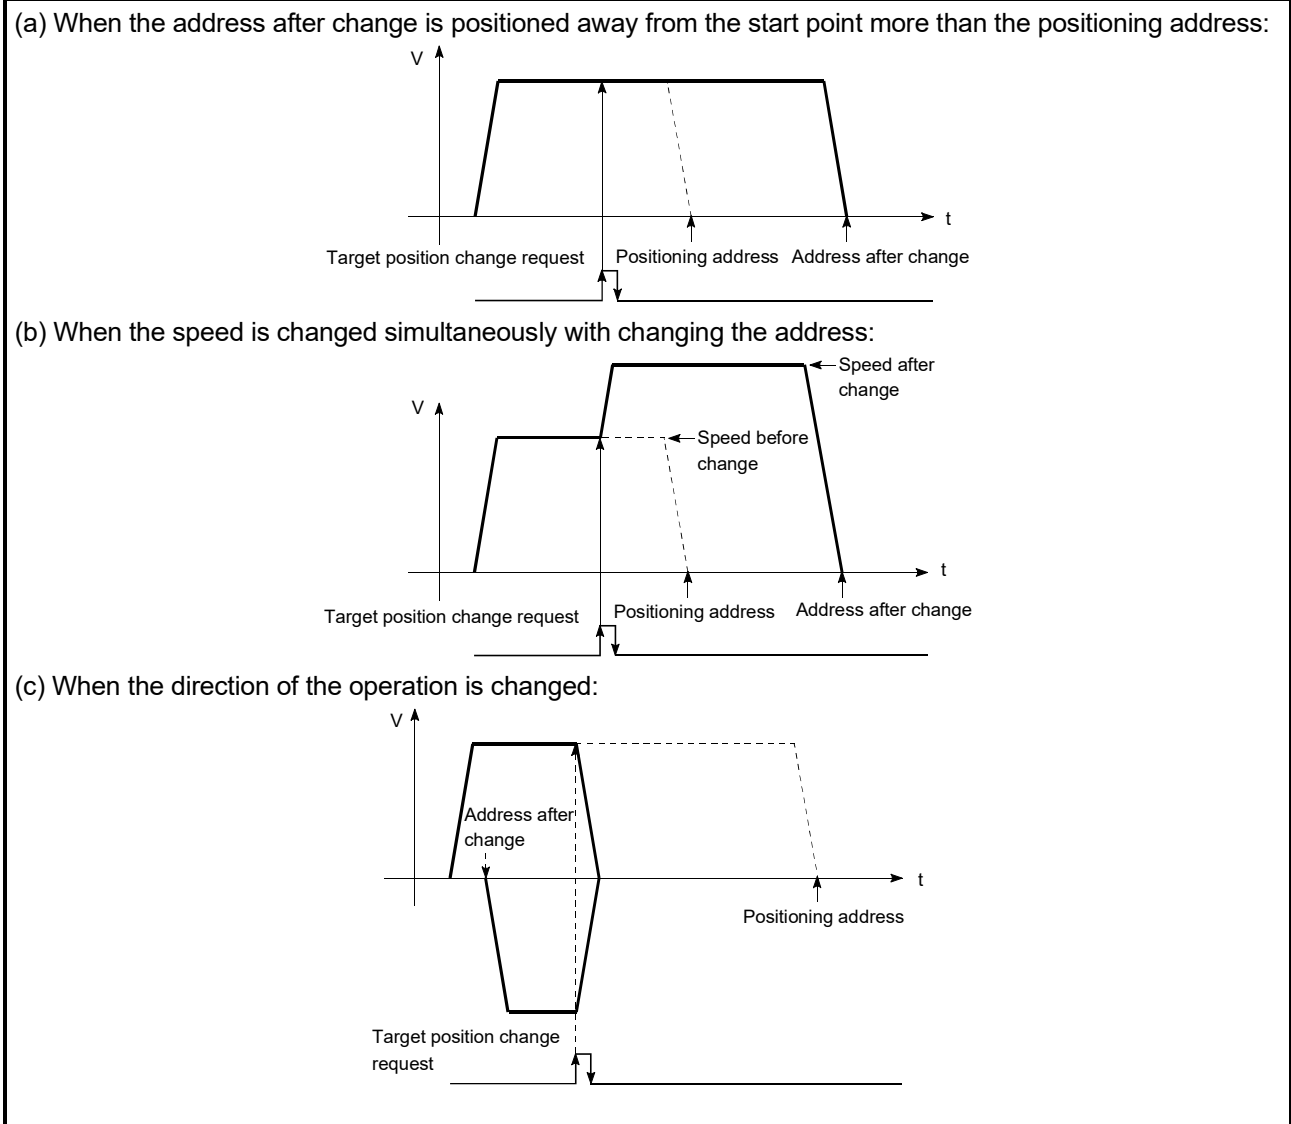 (a) When the address after change is positioned away from the start point more than the positioning address:
V
t
Target position change request
Positioning address
Address after change
(b) When the speed is changed simultaneously with changing the address:
Speed after
change
V
Speed before
change
t
Target position change request
Positioning address
Address after change
(c) When the direction of the operation is changed:
V
Address after
change
t
Positioning address
Target position change
request